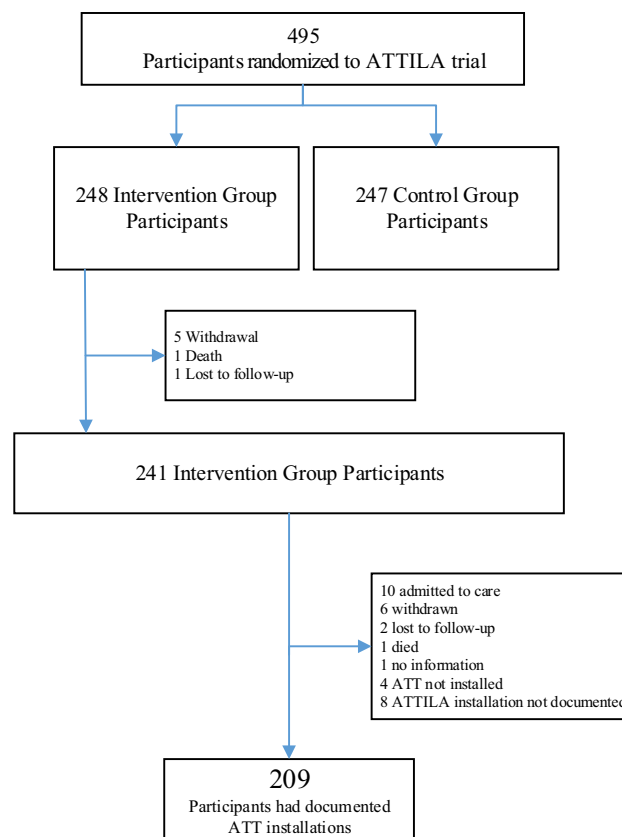 495
Participants randomized to ATTILA trial
248 Intervention Group
Participants
247 Control Group
Participants
5 Withdrawal
1 Death
1 Lost to follow-up
241 Intervention Group Participants
10 admitted to care
6 withdrawn
2 lost to follow-up
1 died
1 no information
4 ATT not installed
8 ATTILA installation not documented
209
Participants had documented
ATT installations